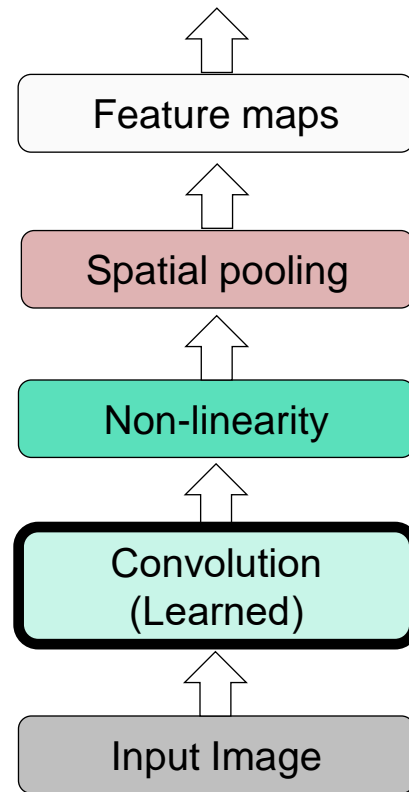 Feature maps
Spatial pooling
Non-linearity
Convolution
(Learned)
Input Image